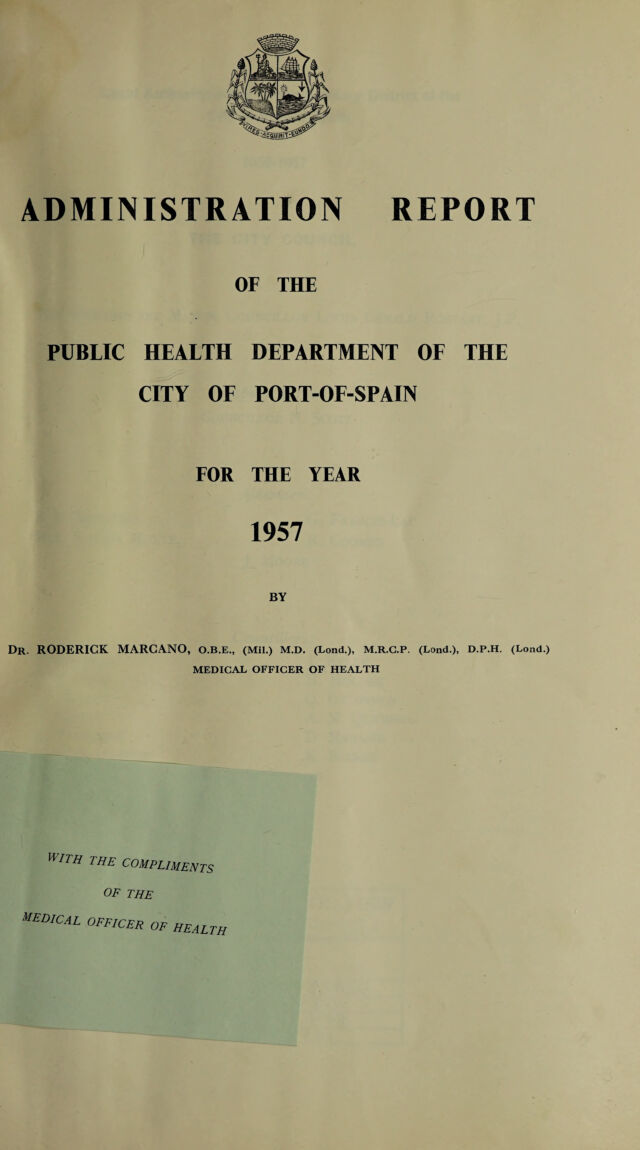 ADMINISTRATION REPORT
OF THE
PUBLIC HEALTH DEPARTMENT OF THE
CITY OF PORT-OF-SPAIN
FOR THE YEAR
1957
BY
DR. RODERICK MARCANO, O.B.E., (Mil.) M.D. (Lond.), M.R.C.P. (Lond.), D.P.H. (Lond.)
MEDICAL OFFICER OF HEALTH
WITH THE COMPLIMENTS
OF THE
MEDICAL OFFICER OF HEALTH